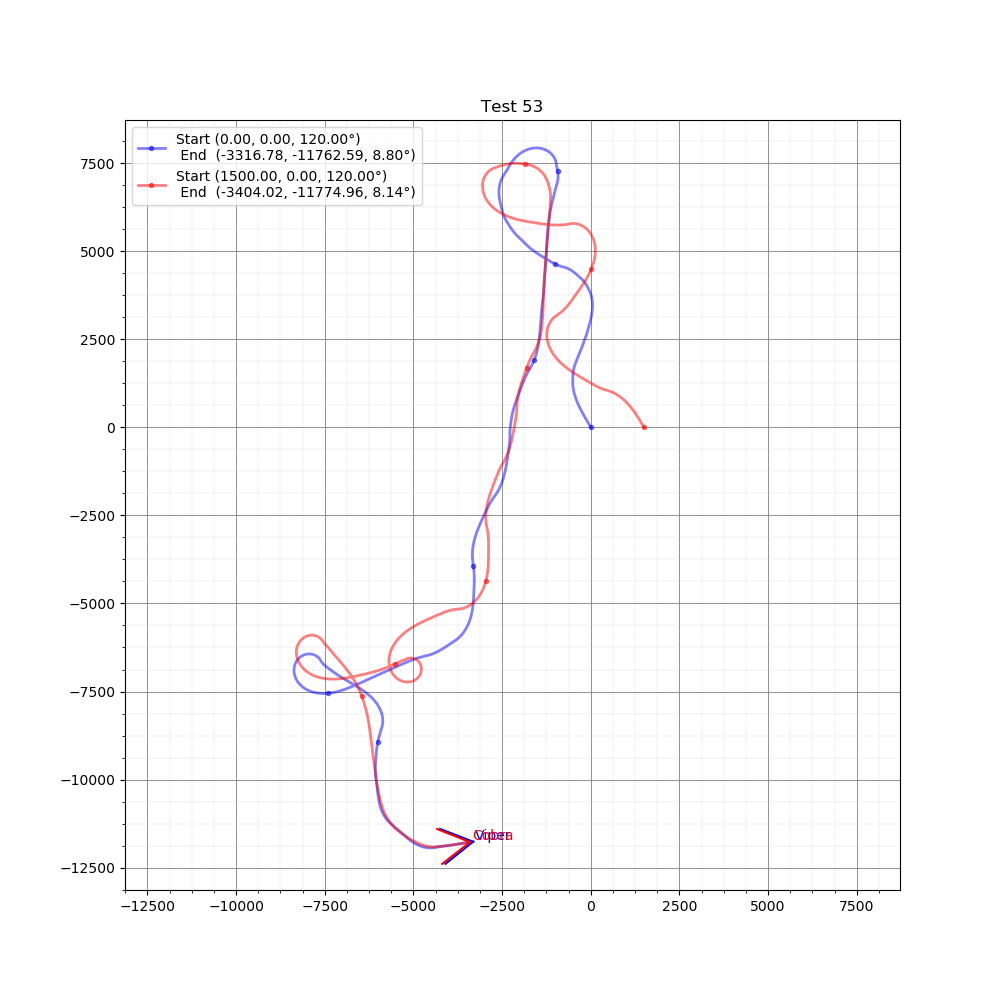 Test 53
Start (0.00, 0.00, 120.00°)
End (-3316.78, -11762.59, 8.80°)
Start (1500.00, 0.00, 120.00°)
End (-3404.02, -11774.96, 8.14°)
7500
5000
2500
0
−2500
−5000
−7500
−10000
−12500
Viper
Cobra
−12500 −10000 −7500 −5000 −2500 0 2500 5000 7500